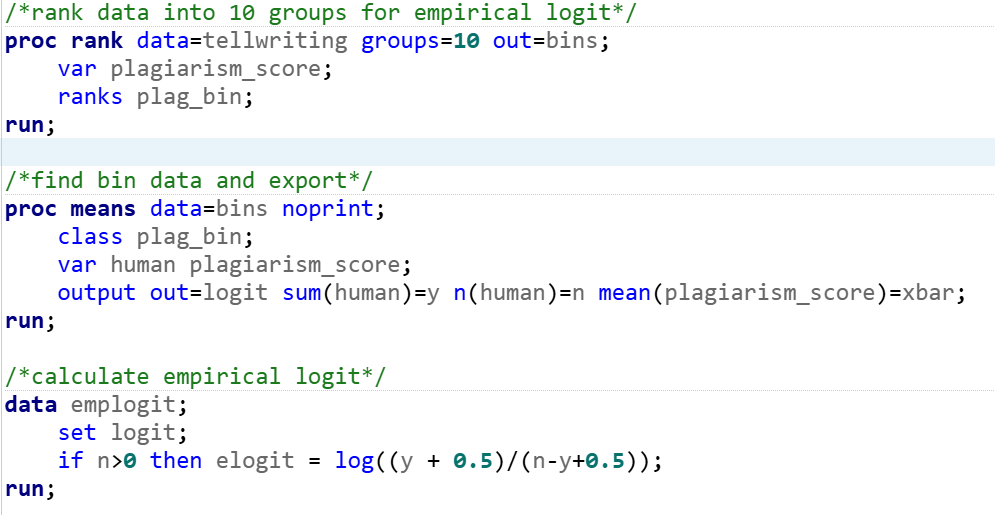 /*rank data into 10 groups for empirical logit*/
proc rank data=tellwriting groups=10 out=bins;
    var plagiarism_score;
    ranks plag_bin;
run;

/*find bin data and export*/
proc means data=bins noprint;
    class plag_bin;
    var human plagiarism_score;
    output out=logit sum(human)=y n(human)=n mean(plagiarism_score)=xbar;
run;

/*calculate empirical logit*/
data emplogit;
    set logit;
    if n>0 then elogit = log((y + 0.5)/(n-y+0.5));
run;